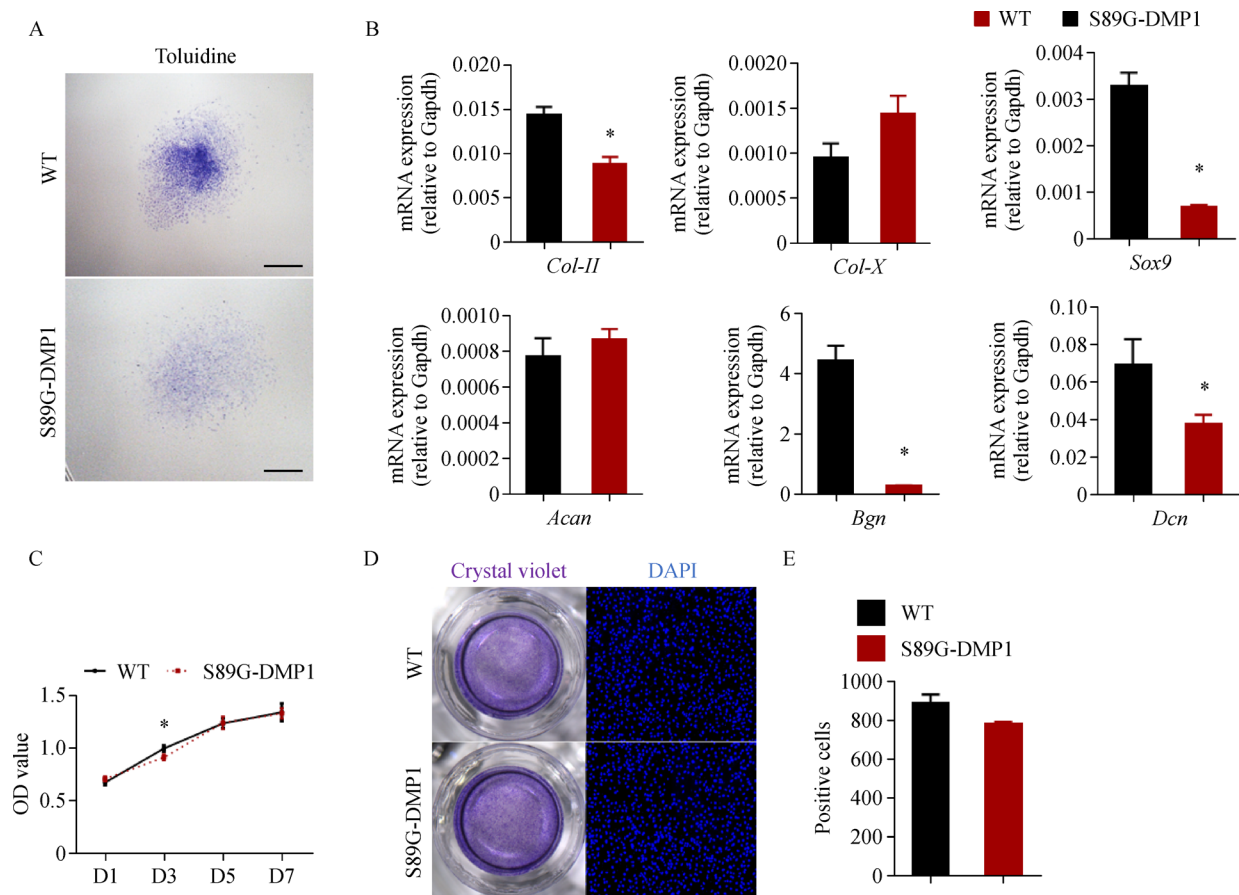 A
Toluidine
WT
S89G-DMP1
B
WT S89G-DMP1
mRNA expression
(relative to Gapdh)
0.020
0.015
0.010
0.005
0
*
Col-II
mRNA expression
(relative to Gapdh)
0.0020
0.0015
0.0010
0.0005
0
Col-X
mRNA expression
(relative to Gapdh)
0.004
0.003
0.002
0.001
0
*
Sox9
mRNA expression
(relative to Gapdh)
0.0010
0.0008
0.0006
0.0004
0.0002
0
Acan
mRNA expression
(relative to Gapdh)
6
4
2
0
*
Bgn
mRNA expression
(relative to Gapdh)
0.10
0.08
0.06
0.04
0.02
0
*
Dcn
C
WT S89G-DMP1
OD value
1.5
1.0
0.5
0
*
D1 D3 D5 D7
D
Crystal violet DAPI
WT
S89G-DMP1
E
WT
S89G-DMP1
Positive cells
1000
800
600
400
200
0